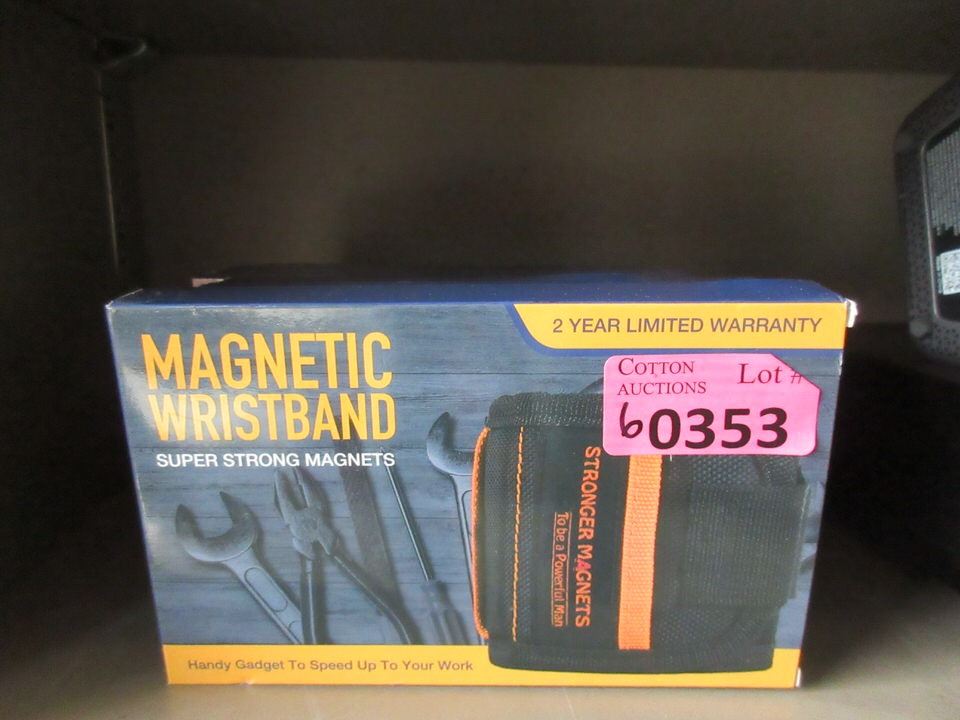 2 YEAR LIMITED WARRANTY
MAGNETIC
WRISTBAND
SUPER STRONG MAGNETS
COTTON
AUCTIONS
Lot #
60353
STRONGER MAGNETS
To be a Powerful Man
Handy Gadget To Speed Up To Your Work